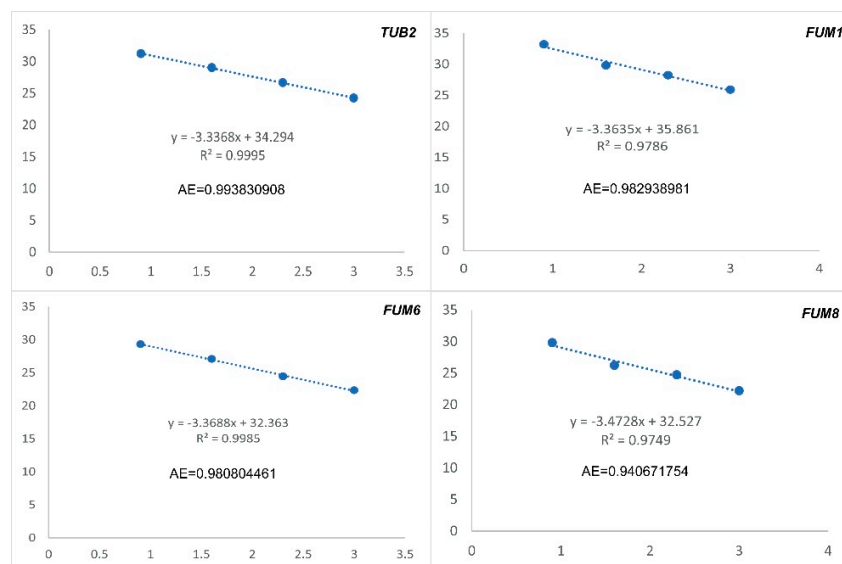 TUB2
35
30
25
20
15
10
5
0
y = -3.3368x + 34.294
R² = 0.9995
AE=0.993830908
0 0.5 1 1.5 2 2.5 3 3.5
FUM1
35
30
25
20
15
10
5
0
y = -3.3635x + 35.861
R² = 0.9786
AE=0.982938981
0 1 2 3 4
FUM6
35
30
25
20
15
10
5
0
y = -3.3688x + 32.363
R² = 0.9985
AE=0.980804461
0 0.5 1 1.5 2 2.5 3 3.5
FUM8
35
30
25
20
15
10
5
0
y = -3.4728x + 32.527
R² = 0.9749
AE=0.940671754
0 1 2 3 4